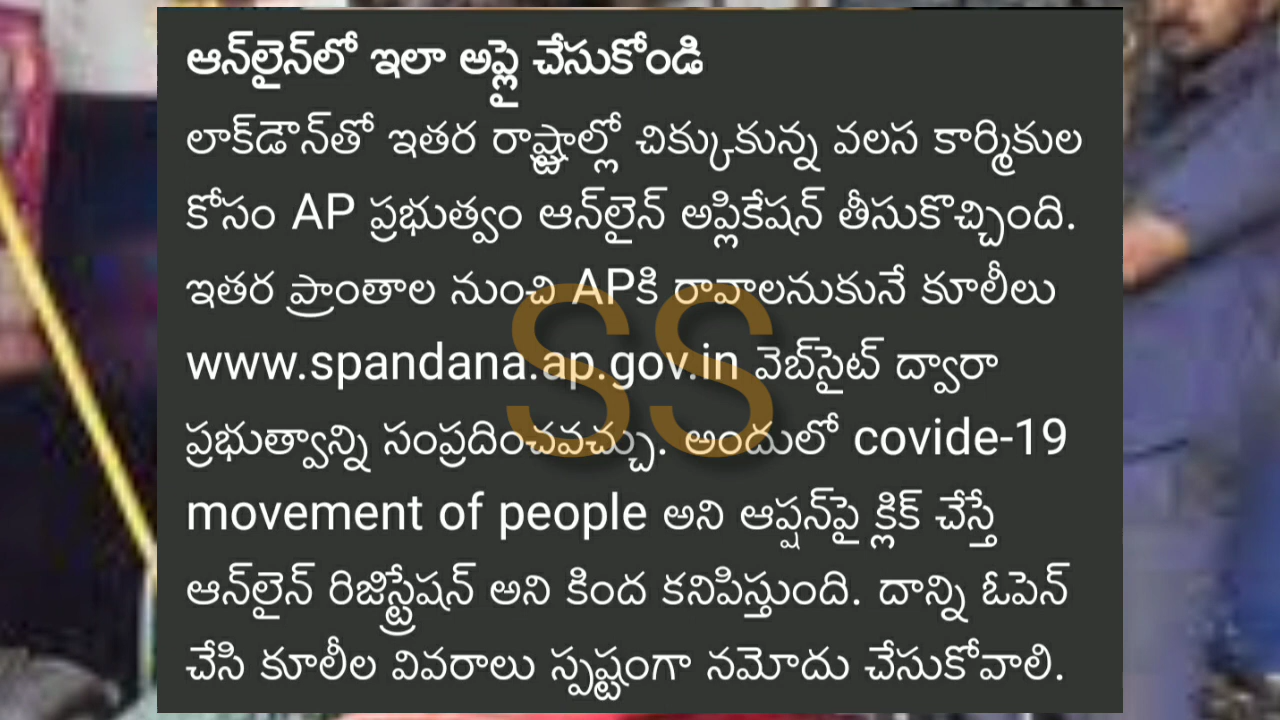 ఆన్‌లైన్‌లో ఇలా అప్లై చేసుకోండి
లాక్‌డౌన్‌తో ఇతర రాష్ట్రాల్లో చిక్కుకున్న వలస కార్మికుల
కోసం AP ప్రభుత్వం ఆన్‌లైన్ అప్లికేషన్ తీసుకొచ్చింది.
ఇతర ప్రాంతాల నుంచి APకి రావాలనుకునే కూలీలు
www.spandana.ap.gov.in వెబ్‌సైట్ ద్వారా
ప్రభుత్వాన్ని సంప్రదించవచ్చు. అందులో covide-19
movement of people అని ఆప్షన్‌పై క్లిక్ చేస్తే
ఆన్‌లైన్ రిజిస్ట్రేషన్ అని కింద కనిపిస్తుంది. దాన్ని ఓపెన్
చేసి కూలీల వివరాలు స్పష్టంగా నమోదు చేసుకోవాలి.
SS